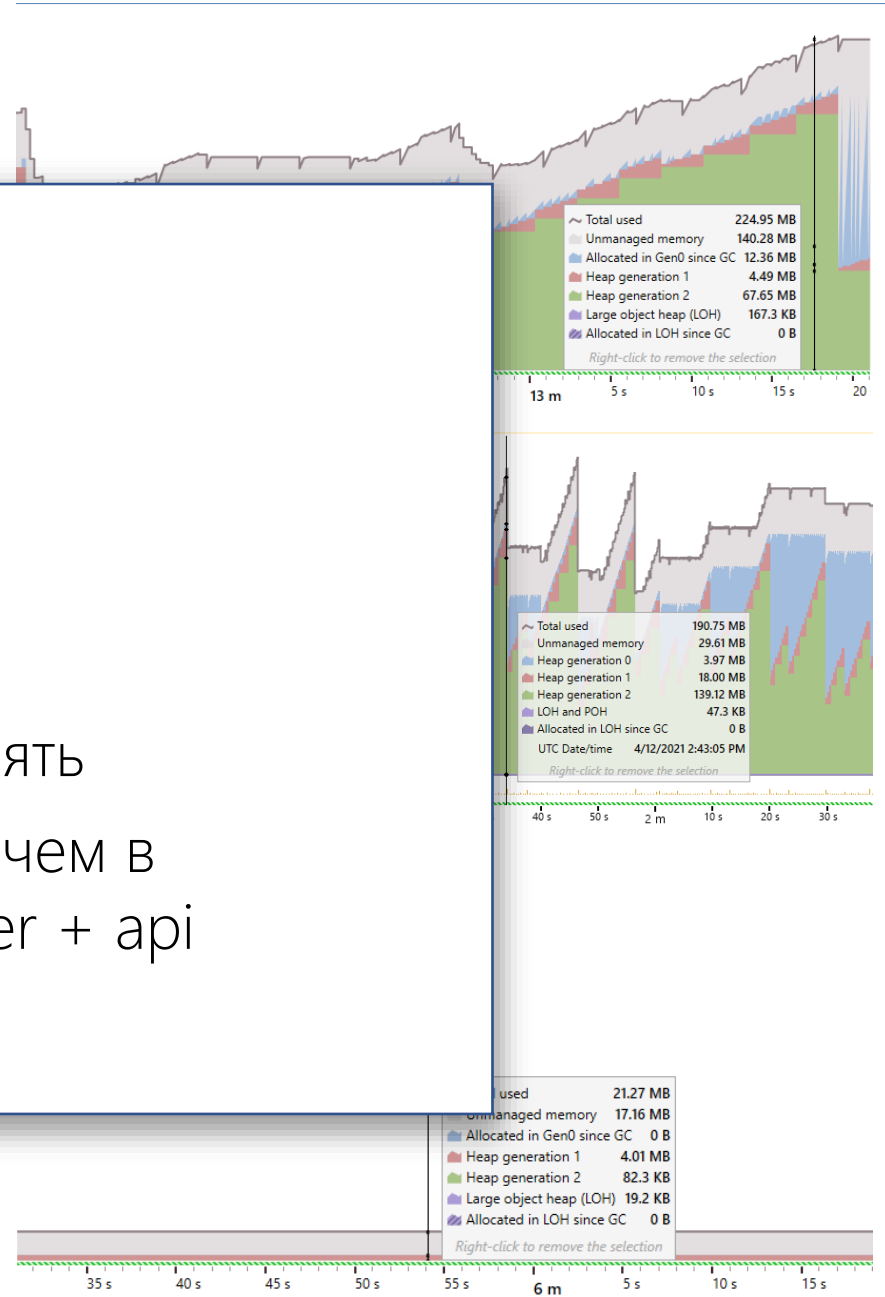 Total used 224.95 MB
Unmanaged memory 140.28 MB
Allocated in Gen0 since GC 12.36 MB
Heap generation 1 4.49 MB
Heap generation 2 67.65 MB
Large object heap (LOH) 167.3 KB
Allocated in LOH since GC 0 B
Right-click to remove the selection
13 m 5 s 10 s 15 s 20
Total used 190.75 MB
Unmanaged memory 29.61 MB
Heap generation 0 3.97 MB
Heap generation 1 18.00 MB
Heap generation 2 139.12 MB
LOH and POH 47.3 KB
Allocated in LOH since GC 0 B
UTC Date/time 4/12/2021 2:43:05 PM
Right-click to remove the selection
40 s 50 s 2 m 10 s 20 s 30 s
ять
чем в
er + api
used 21.27 MB
Unmanaged memory 17.16 MB
Allocated in Gen0 since GC 0 B
Heap generation 1 4.01 MB
Heap generation 2 82.3 KB
Large object heap (LOH) 19.2 KB
Allocated in LOH since GC 0 B
Right-click to remove the selection
35 s 40 s 45 s 50 s 55 s 6 m 5 s 10 s 15 s